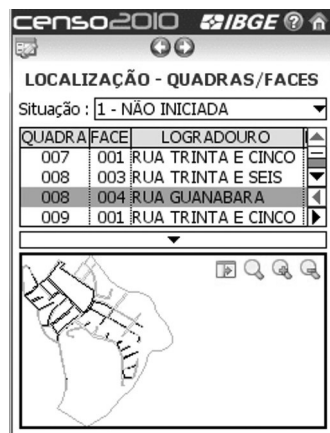 censo2010 IBGE ?
LOCALIZAÇÃO - QUADRAS/FACES
Situação : 1 - NÃO INICIADA
QUADRA FACE LOGRADOURO
007 001 RUA TRINTA E CINCO
008 003 RUA TRINTA E SEIS
008 004 RUA GUANABARA
009 001 RUA TRINTA E CINCO